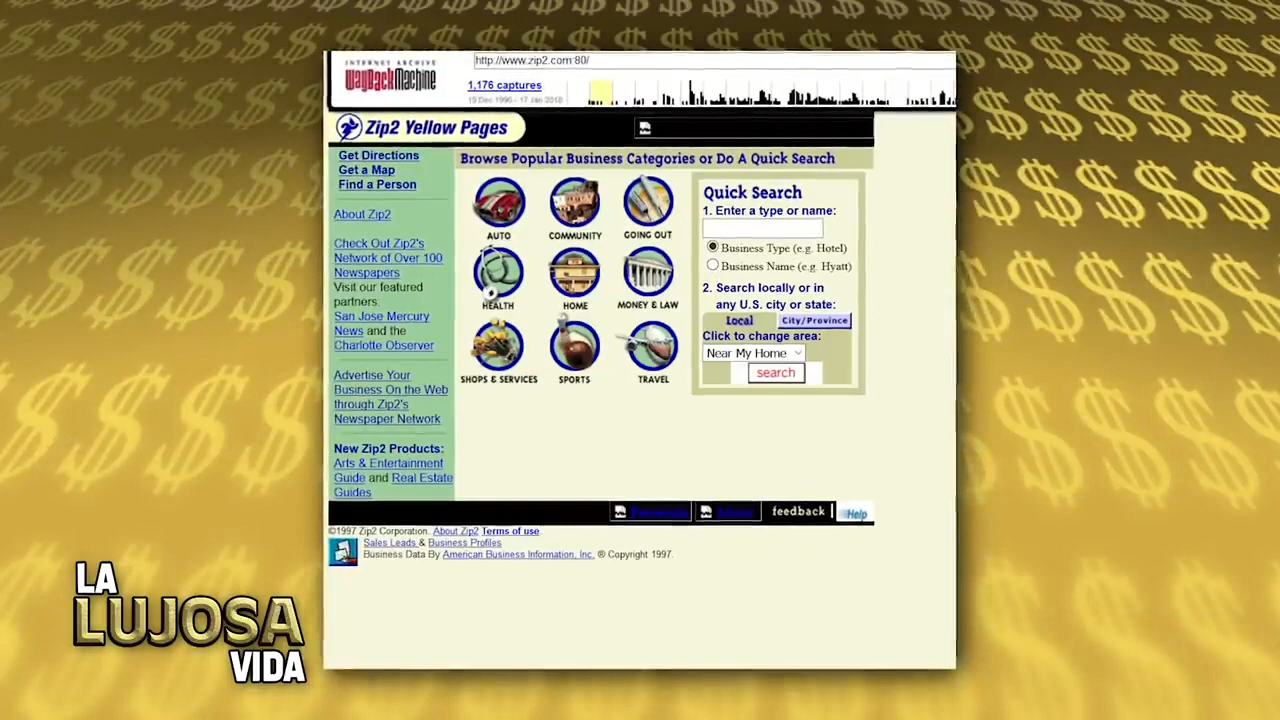 INTERNET ARCHIVE
WayBackMachine
http://www.zip2.com:80/
1,176 captures
19 Dec 1996 - 17 Jan 2018
Zip2 Yellow Pages
Get Directions
Get a Map
Find a Person
About Zip2
Check Out Zip2's
Network of Over 100
Newspapers
Visit our featured
partners:
San Jose Mercury
News and the
Charlotte Observer
Advertise Your
Business On the Web
through Zip2's
Newspaper Network
New Zip2 Products:
Arts & Entertainment
Guide and Real Estate
Guides
Browse Popular Business Categories or Do A Quick Search
AUTO
COMMUNITY
GOING OUT
HEALTH
HOME
MONEY & LAW
SHOPS & SERVICES
SPORTS
TRAVEL
Quick Search
1. Enter a type or name:
Business Type (e.g. Hotel)
Business Name (e.g. Hyatt)
2. Search locally or in
any U.S. city or state:
Local
City/Province
Click to change area:
Near My Home
search
feedback
Help
©1997 Zip2 Corporation. About Zip2 Terms of use.
Sales Leads & Business Profiles
Business Data By American Business Information, Inc. ® Copyright 1997.
LA
LUJOSA
VIDA